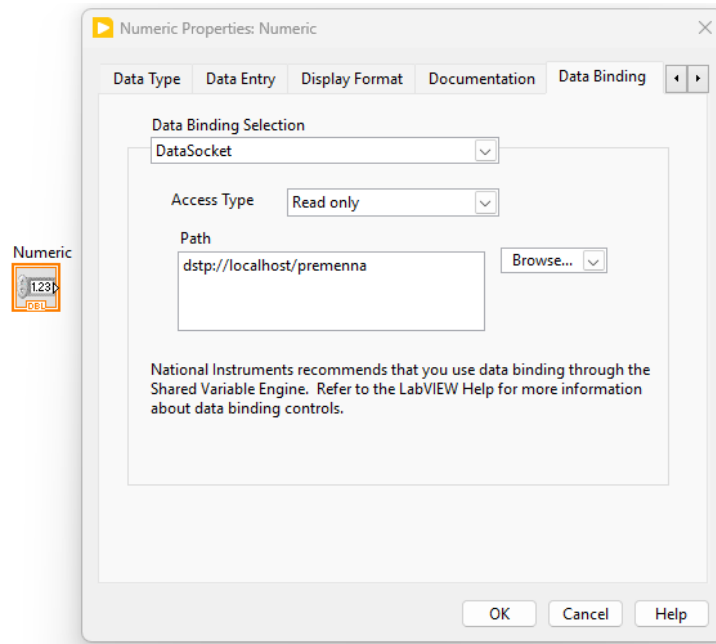 Numeric Properties: Numeric
Data Type Data Entry Display Format Documentation Data Binding
Data Binding Selection
DataSocket
Access Type Read only
Path
dstp://localhost/premenna
Browse...
Numeric
1.23
DBL
National Instruments recommends that you use data binding through the
Shared Variable Engine. Refer to the LabVIEW Help for more information
about data binding controls.
OK Cancel Help